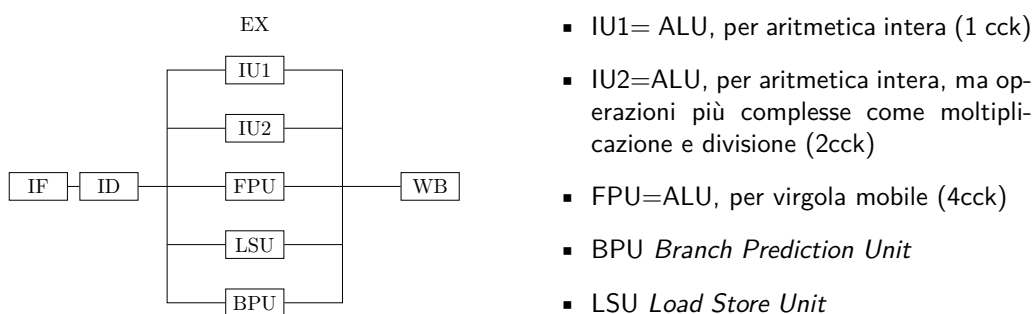 EX
IU1
IU2
IF
ID
FPU
WB
LSU
BPU
▪ IU1= ALU, per aritmetica intera (1 cck)
▪ IU2=ALU, per aritmetica intera, ma op-
erazioni più complesse come moltipli-
cazione e divisione (2cck)
▪ FPU=ALU, per virgola mobile (4cck)
▪ BPU Branch Prediction Unit
▪ LSU Load Store Unit